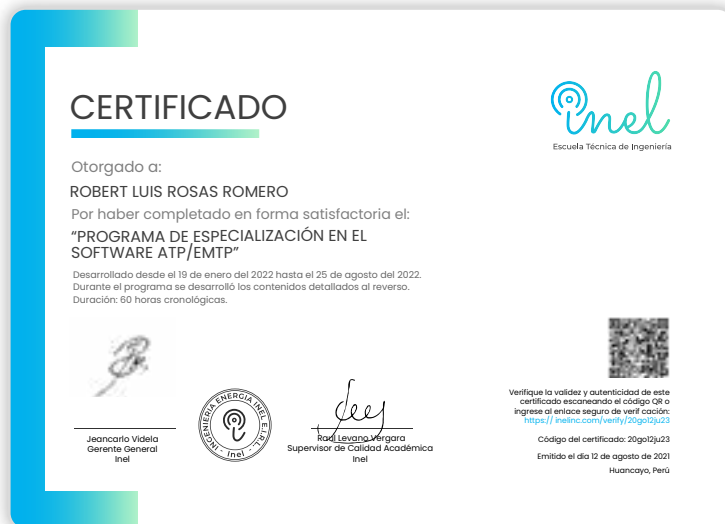 CERTIFICADO
inel
Escuela Técnica de Ingeniería
Otorgado a:
ROBERT LUIS ROSAS ROMERO
Por haber completado en forma satisfactoria el:
“PROGRAMA DE ESPECIALIZACIÓN EN EL
SOFTWARE ATP/EMTP”
Desarrollado desde el 19 de enero del 2022 hasta el 25 de agosto del 2022.
Durante el programa se desarrolló los contenidos detallados al reverso.
Duración: 60 horas cronológicas.
Jeancarlo Videla
Gerente General
Inel
INGENIERIA ENERGIA INEL E.I.R.L.
- Inel -
Raúl Levano Vergara
Supervisor de Calidad Académica
Inel
Verifique la validez y autenticidad de este
certificado escaneando el código QR o
ingrese al enlace seguro de verif cación:
https:// inelinc.com/verify/20go12ju23
Código del certificado: 20go12ju23
Emitido el día 12 de agosto de 2021
Huancayo, Perú